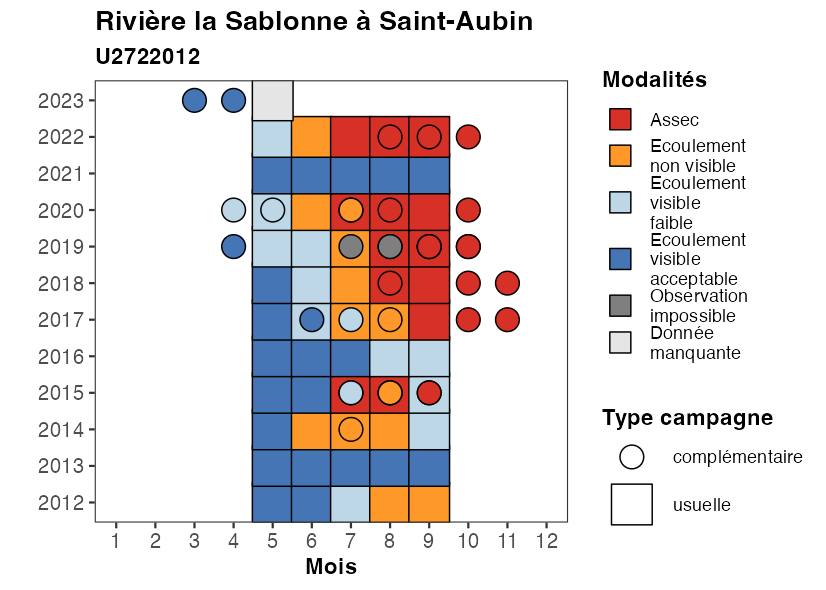 Rivière la Sablonne à Saint-Aubin
U2722012
2023
2022
2021
2020
2019
2018
2017
2016
2015
2014
2013
2012
1 2 3 4 5 6 7 8 9 10 11 12
Mois
Modalités
Assec
Ecoulement
non visible
Ecoulement
visible
faible
Ecoulement
visible
acceptable
Observation
impossible
Donnée
manquante
Type campagne
complémentaire
usuelle